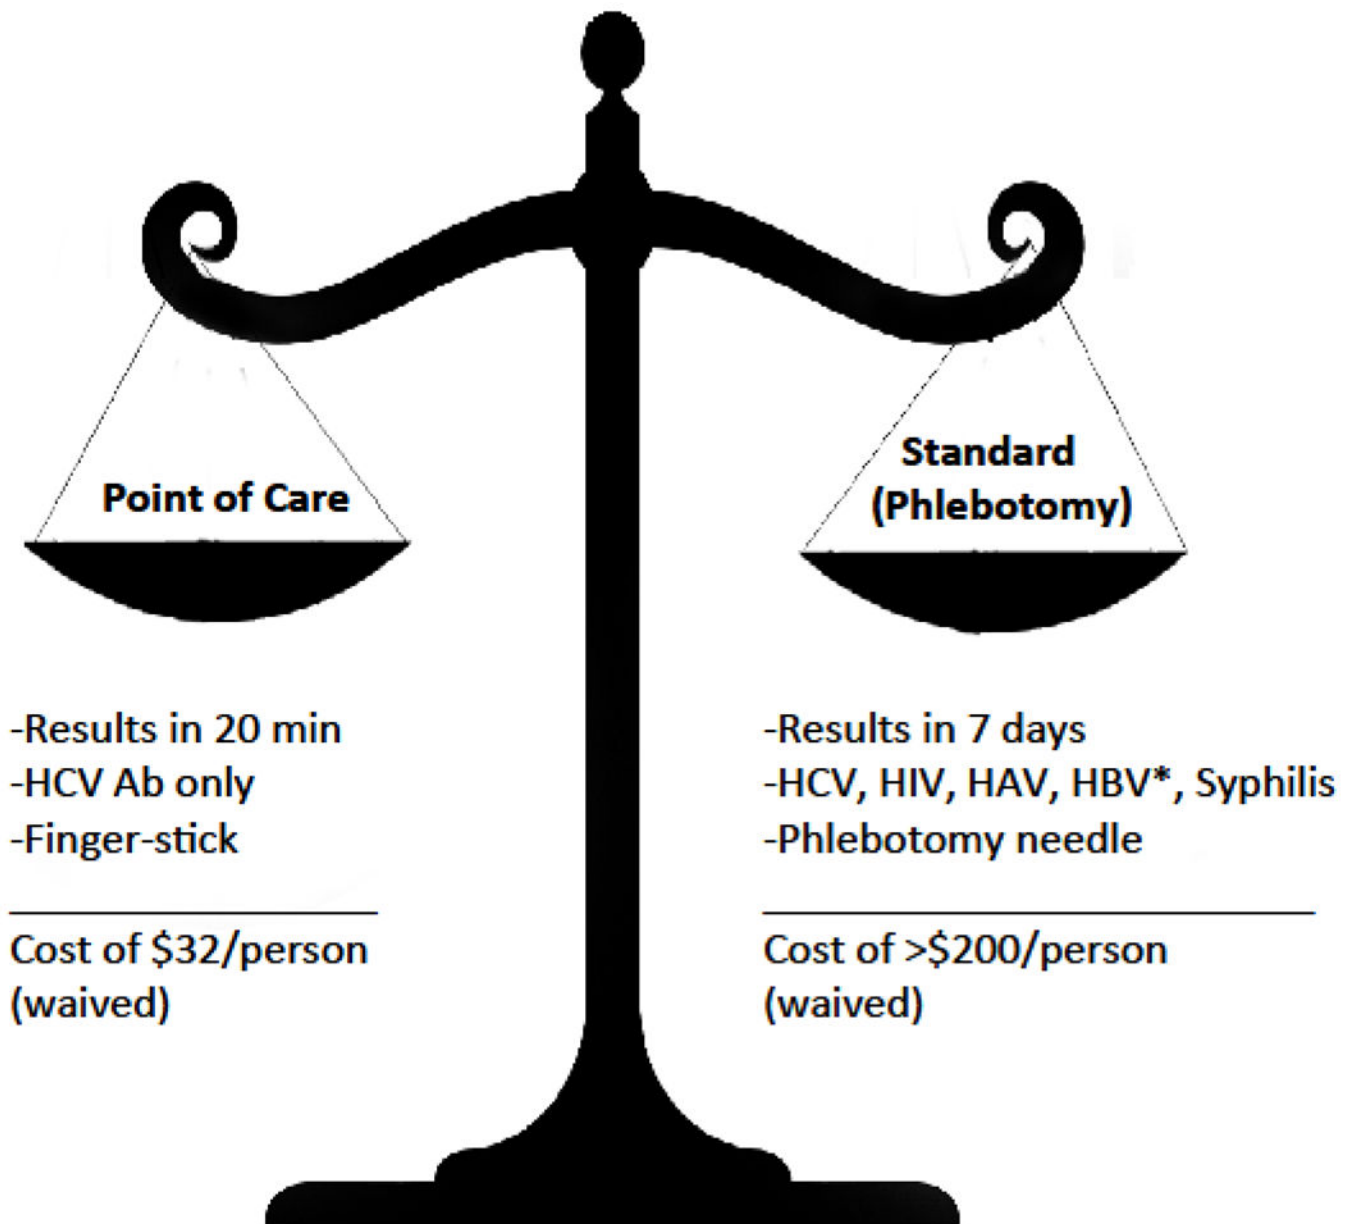 Point of Care
-Results in 20 min
-HCV Ab only
-Finger-stick
Cost of $32/person
(waived)
Standard
(Phlebotomy)
-Results in 7 days
-HCV, HIV, HAV, HBV*, Syphilis
-Phlebotomy needle
Cost of >$200/person
(waived)